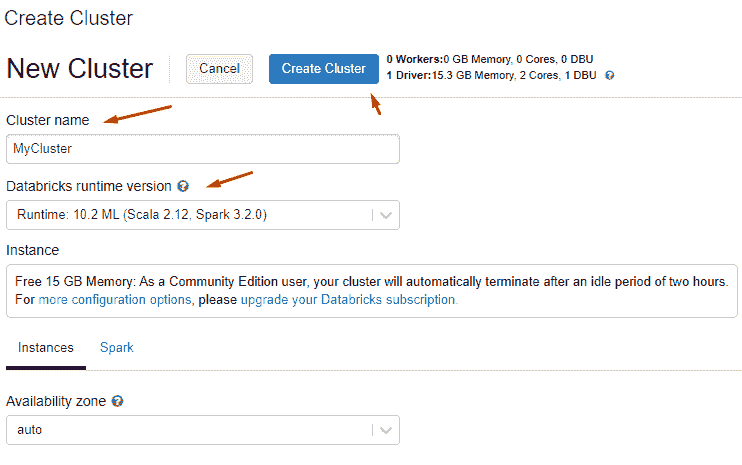 Create Cluster
New Cluster
Cancel
Create Cluster
0 Workers:0 GB Memory, 0 Cores, 0 DBU
1 Driver:15.3 GB Memory, 2 Cores, 1 DBU ?
Cluster name
MyCluster
Databricks runtime version ?
Runtime: 10.2 ML (Scala 2.12, Spark 3.2.0)
Instance
Free 15 GB Memory: As a Community Edition user, your cluster will automatically terminate after an idle period of two hours.
For more configuration options, please upgrade your Databricks subscription.
Instances
Spark
Availability zone ?
auto